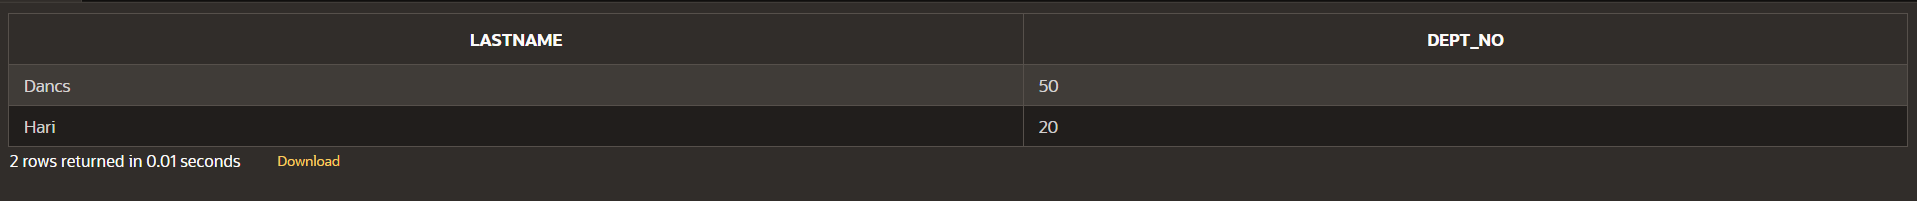 LASTNAME DEPT_NO
Dancs 50
Hari 20
2 rows returned in 0.01 seconds Download